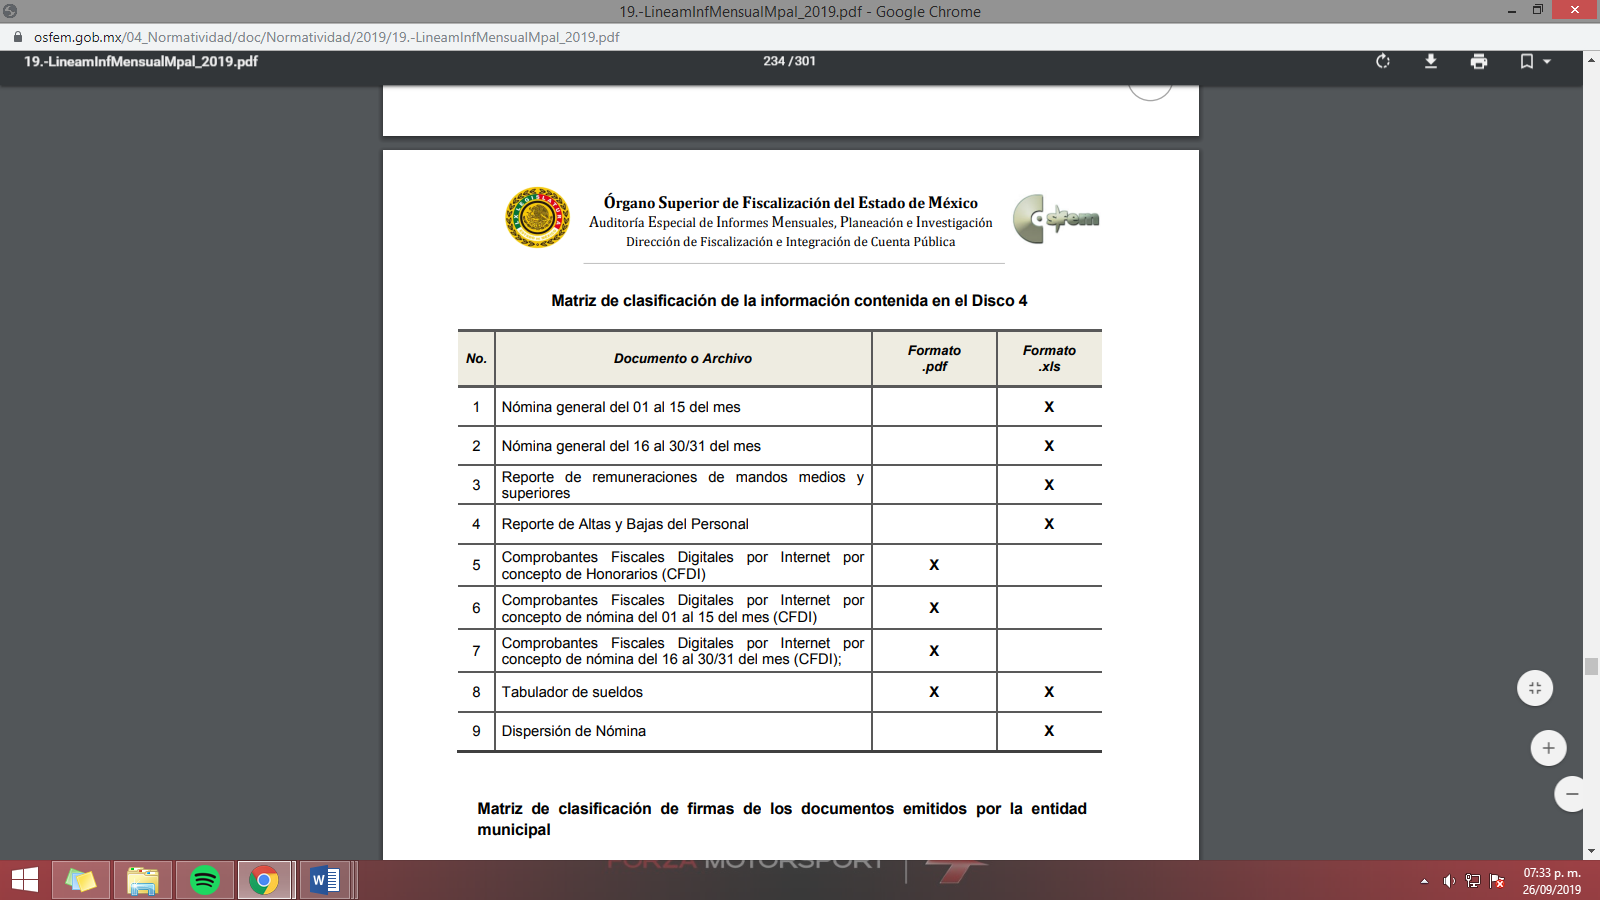 19.-LineamInfMensualMpal_2019.pdf - Google Chrome
osfem.gob.mx/04_Normatividad/doc/Normatividad/2019/19.-LineamInfMensualMpal_2019.pdf
19.-LineamInfMensualMpal_2019.pdf
234 / 301
Órgano Superior de Fiscalización del Estado de México
Auditoría Especial de Informes Mensuales, Planeación e Investigación
Dirección de Fiscalización e Integración de Cuenta Pública
osfem
Matriz de clasificación de la información contenida en el Disco 4
No. Documento o Archivo Formato .pdf Formato .xls
1 Nómina general del 01 al 15 del mes X
2 Nómina general del 16 al 30/31 del mes X
3 Reporte de remuneraciones de mandos medios y
superiores X
4 Reporte de Altas y Bajas del Personal X
5 Comprobantes Fiscales Digitales por Internet por
concepto de Honorarios (CFDI) X
6 Comprobantes Fiscales Digitales por Internet por
concepto de nómina del 01 al 15 del mes (CFDI) X
7 Comprobantes Fiscales Digitales por Internet por
concepto de nómina del 16 al 30/31 del mes (CFDI); X
8 Tabulador de sueldos X X
9 Dispersión de Nómina X
Matriz de clasificación de firmas de los documentos emitidos por la entidad
municipal
FORZA MOTORSPORT
07:33 p. m.
26/09/2019